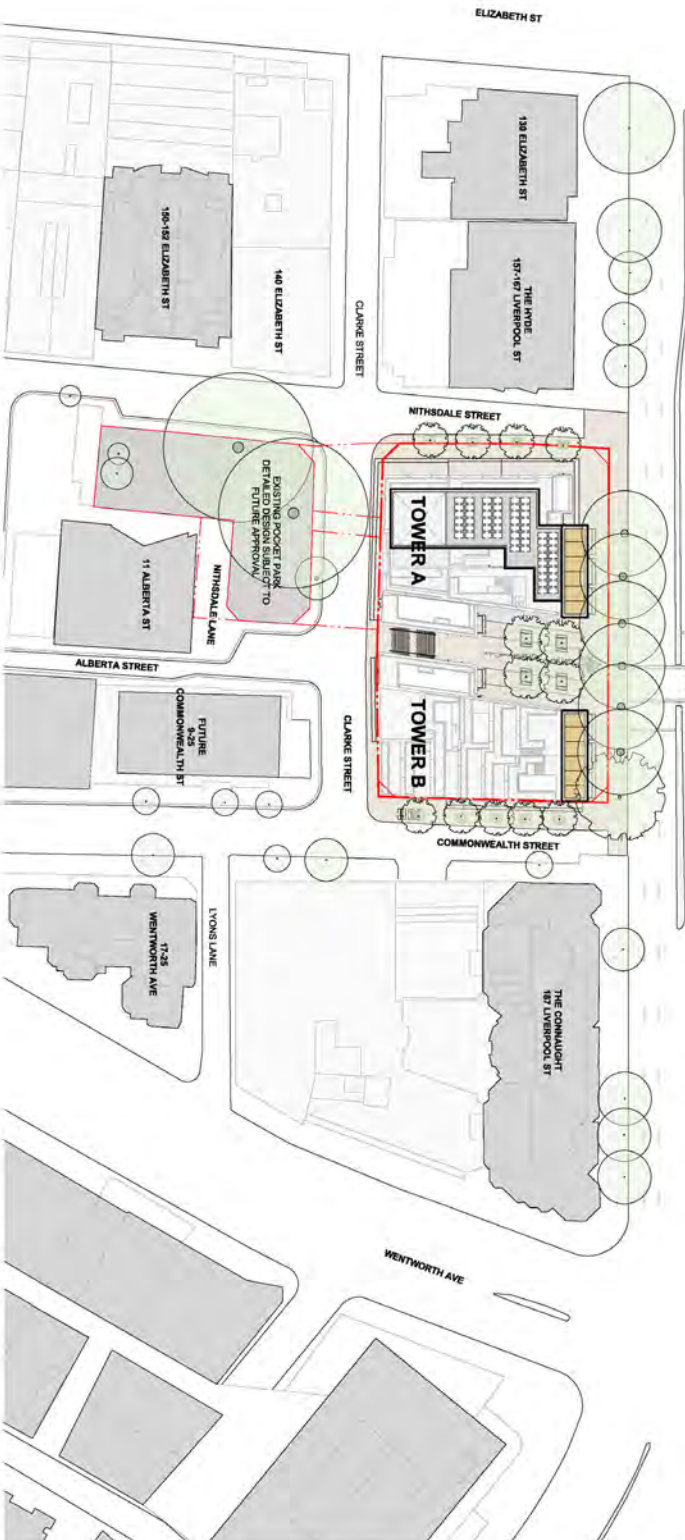 ELIZABETH ST
130 ELIZABETH ST
THE HYDE
157-167 LIVERPOOL ST
150-152 ELIZABETH ST
140 ELIZABETH ST
CLARKE STREET
NITHSDALE STREET
EXISTING POCKET PARK
DETAILED DESIGN SUBJECT TO
FUTURE APPROVAL
TOWER A
11 ALBERTA ST
NITHSDALE LANE
ALBERTA STREET
FUTURE
9-25
COMMONWEALTH ST
CLARKE STREET
TOWER B
COMMONWEALTH STREET
17-25
WENTWORTH AVE
LYONS LANE
THE CONNAUGHT
187 LIVERPOOL ST
WENTWORTH AVE